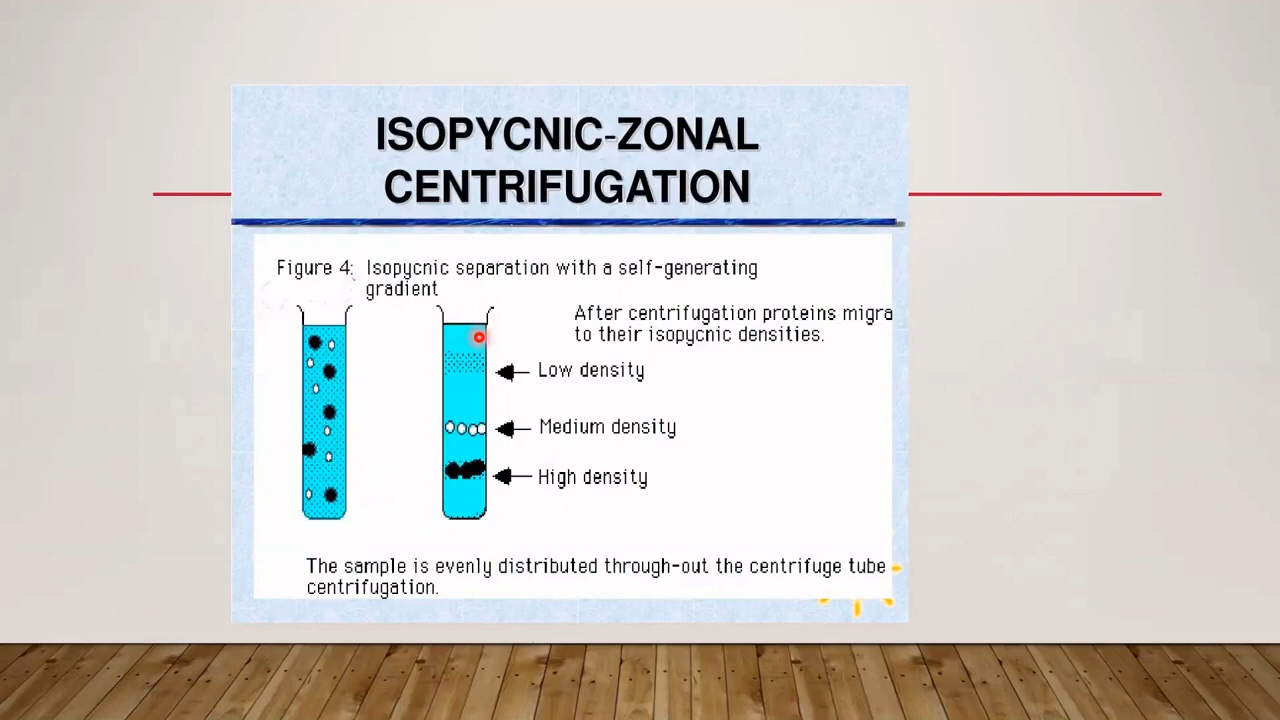 ISOPYCNIC-ZONAL
CENTRIFUGATION
Figure 4: Isopycnic separation with a self-generating
gradient
After centrifugation proteins migra
to their isopycnic densities.
Low density
Medium density
High density
The sample is evenly distributed through-out the centrifuge tube
centrifugation.